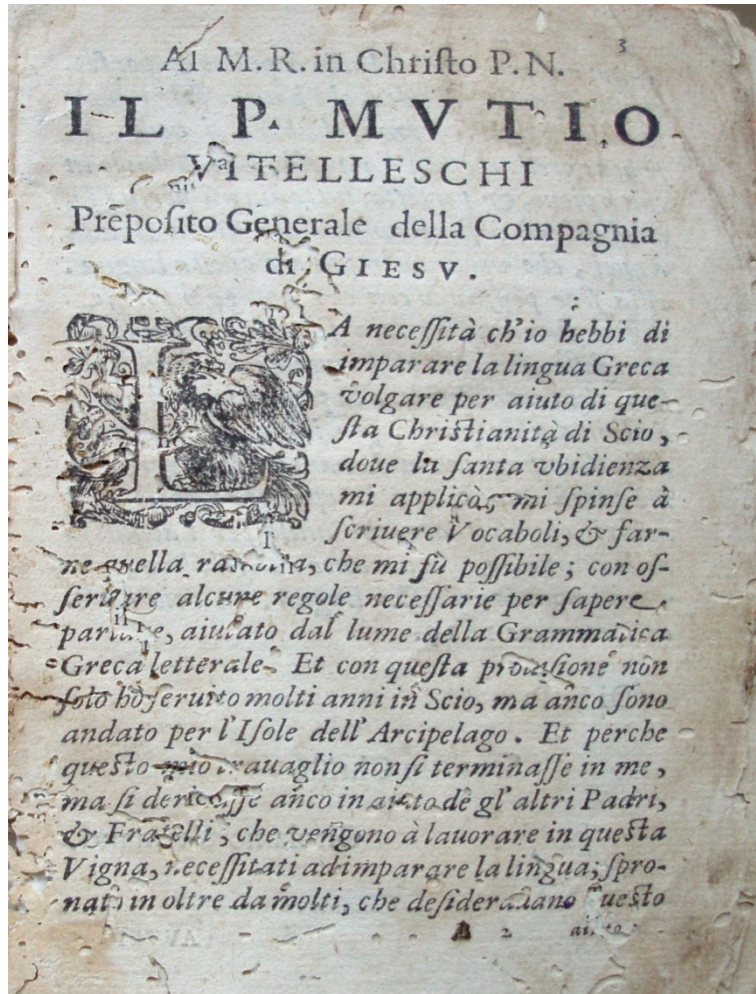 3
Al M. R. in Chriſto P. N.
IL P. MVTIO
VITELLESCHI
Prepoſito Generale della Compagnia
di GIESV.
LA neceſſità ch'io hebbi di
imparare la lingua Greca
volgare per aiuto di que-
ſta Chriſtianità di Scio,
doue la ſanta vbidienza
mi applicò, mi ſpinſe à
ſcriuere Vocaboli, & far-
ne quella, che mi fù poſſibile; con oſ-
ſeruare alcune regole neceſſarie per ſapere
parlare, aiutato dal lume della Grammatica
Greca letterale. Et con questa prouiſione non
ſolo hò ſeruito molti anni in Scio, ma anco ſono
andato per l'Iſole dell'Arcipelago. Et perche
questo mio trauaglio non ſi terminaſſe in me,
ma ſi in aiuto de gl'altri Padri,
& Fratelli, che vengono à lauorare in questa
Vigna, neceſſitati ad imparare la lingua; ſpro-
nato in oltre da molti, che deſiderauano questo
A 2 aiuto